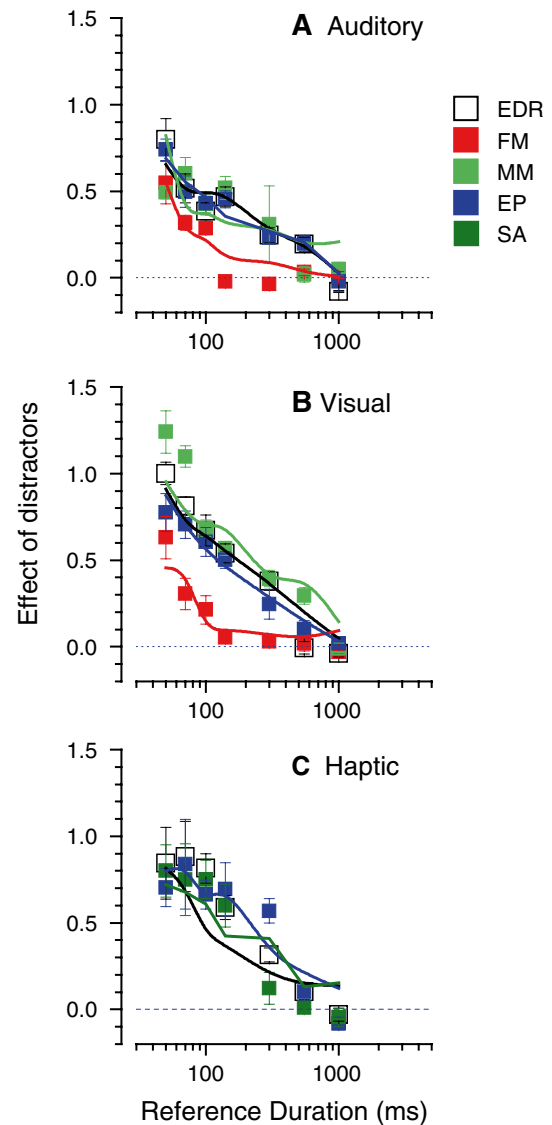 A Auditory
1.5
1.0
0.5
0.0
100
1000
EDR
FM
MM
EP
SA
B Visual
1.5
1.0
0.5
0.0
100
1000
Effect of distractors
C Haptic
1.5
1.0
0.5
0.0
100
1000
Reference Duration (ms)